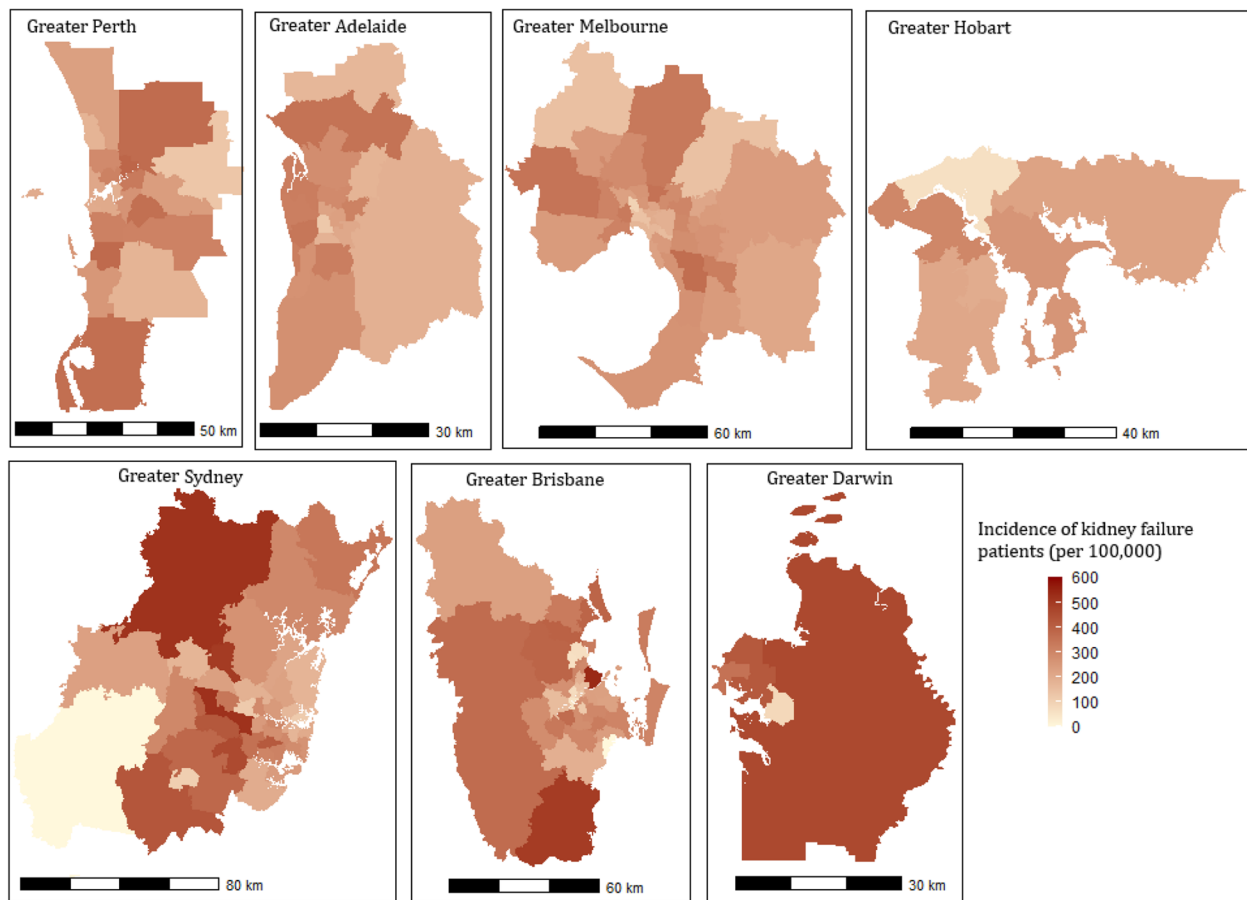 Greater Perth
Greater Adelaide
Greater Melbourne
Greater Hobart
50 km
30 km
60 km
40 km
Greater Sydney
Greater Brisbane
Greater Darwin
Incidence of kidney failure
patients (per 100,000)
600
500
400
300
200
100
0
80 km
60 km
30 km